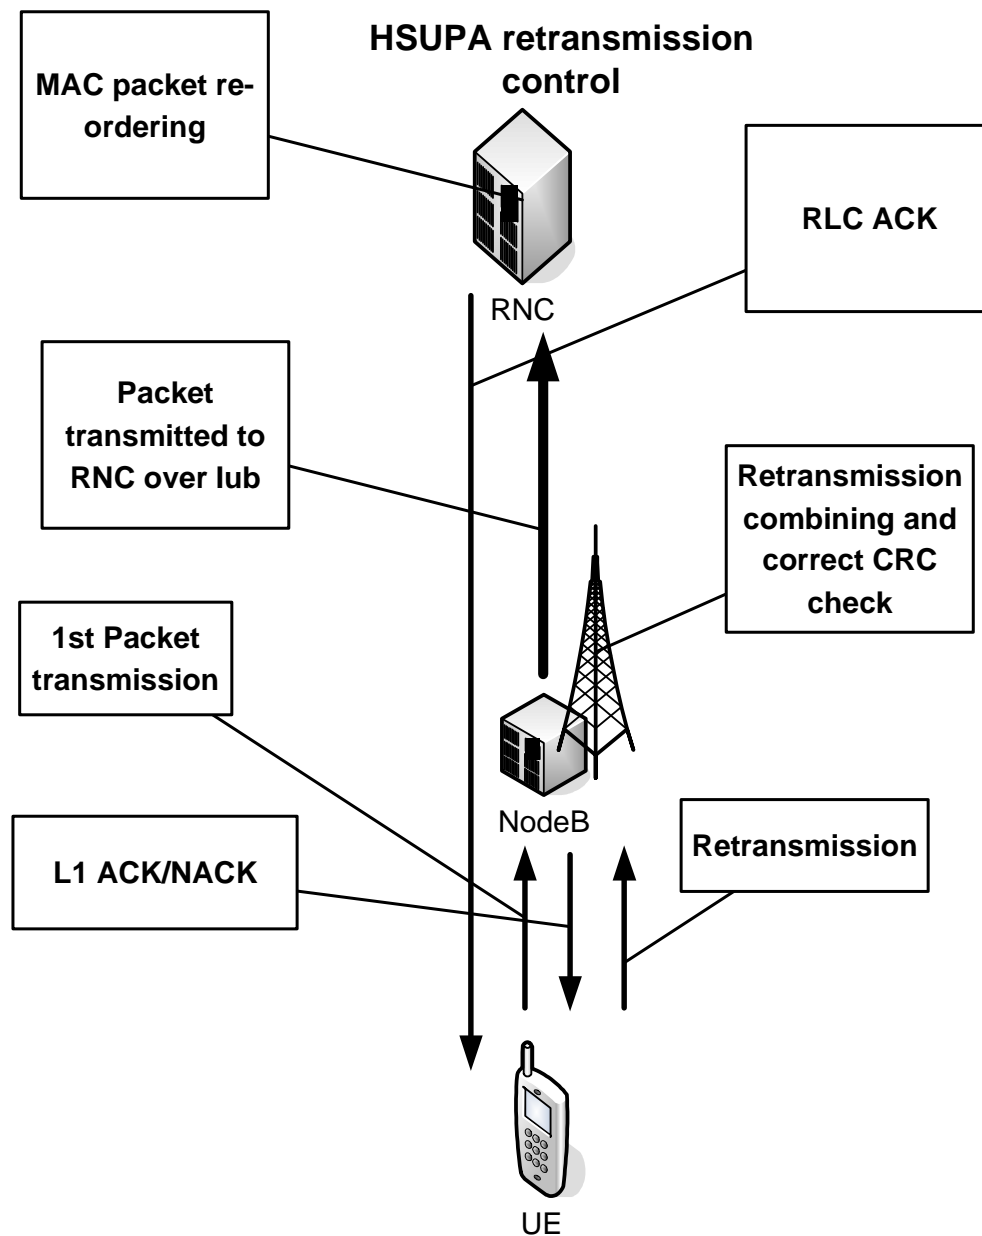 HSUPA retransmission
control
MAC packet re-
ordering
RLC ACK
RNC
Packet
transmitted to
RNC over Iub
Retransmission
combining and
correct CRC
check
1st Packet
transmission
NodeB
L1 ACK/NACK
Retransmission
UE